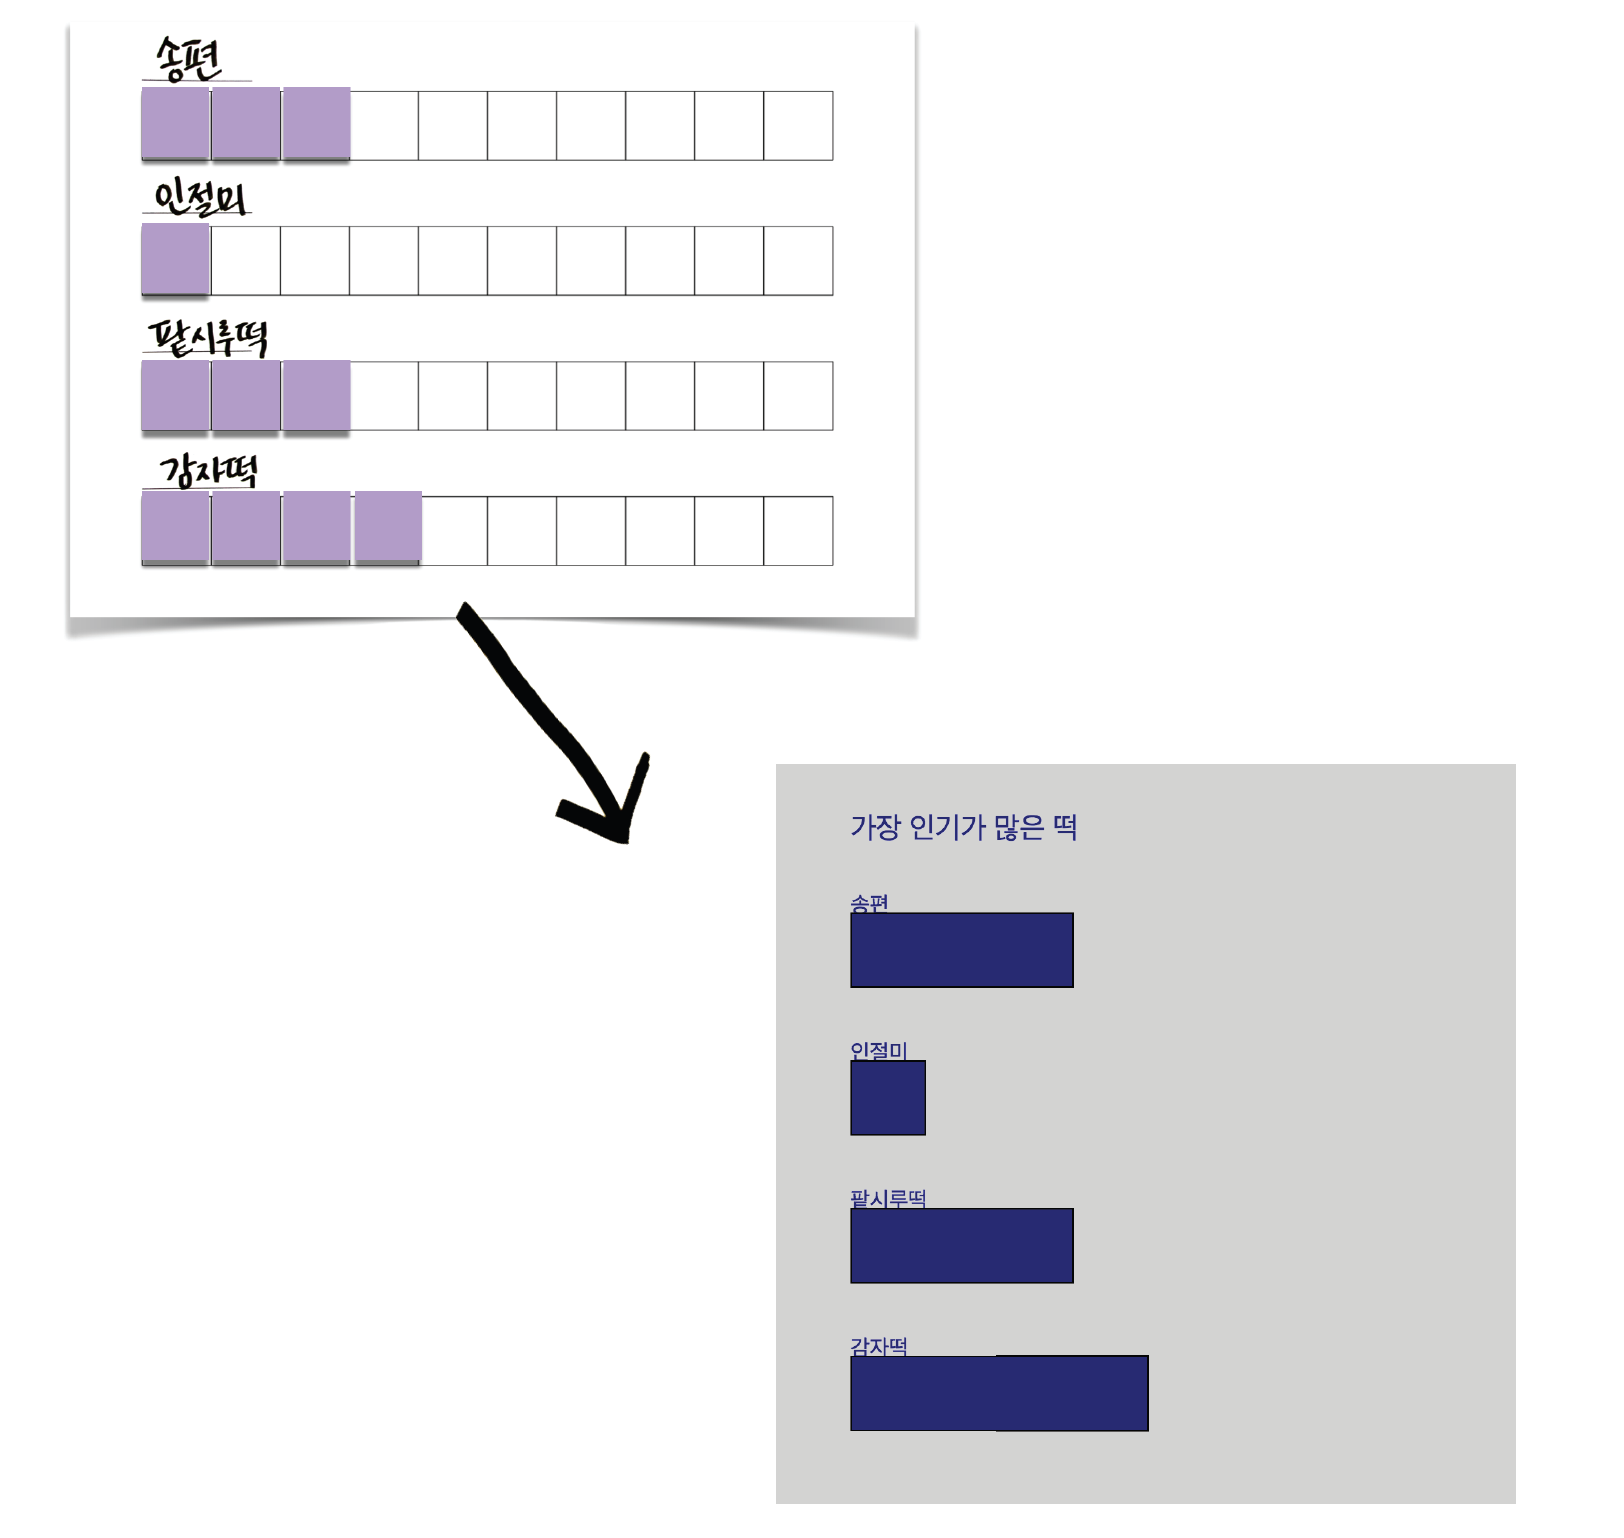 송편
인절미
팥시루떡
감자떡
가장 인기가 많은 떡
송편
인절미
팥시루떡
감자떡